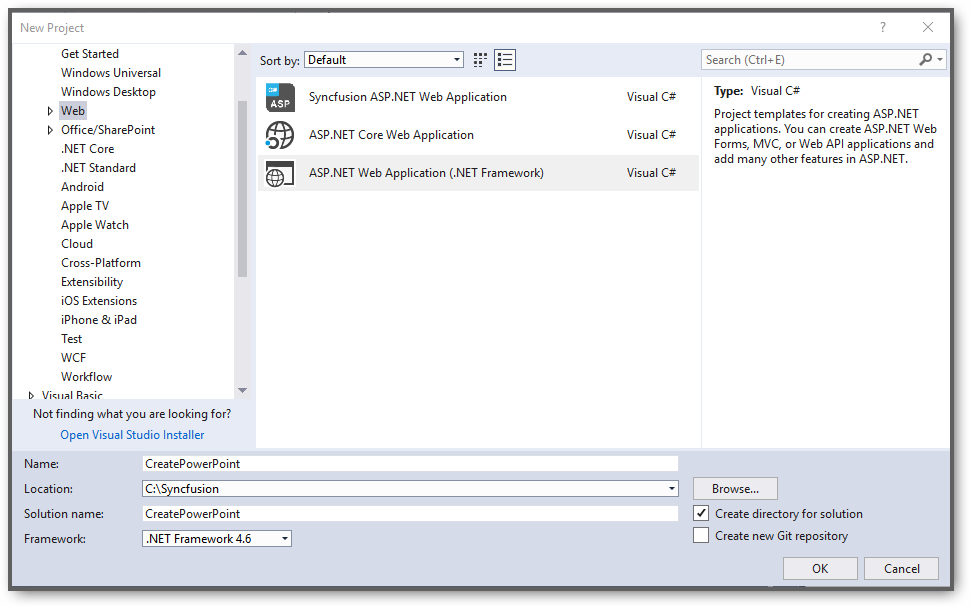 New Project
?
Get Started
Windows Universal
Windows Desktop
Web
Office/SharePoint
.NET Core
.NET Standard
Android
Apple TV
Apple Watch
Cloud
Cross-Platform
Extensibility
iOS Extensions
iPhone & iPad
Test
WCF
Workflow
Visual Basic
Not finding what you are looking for?
Open Visual Studio Installer
Sort by: Default
C# ASP Syncfusion ASP.NET Web Application Visual C#
ASP.NET Core Web Application Visual C#
ASP.NET Web Application (.NET Framework) Visual C#
Search (Ctrl+E)
Type: Visual C#
Project templates for creating ASP.NET
applications. You can create ASP.NET Web
Forms, MVC, or Web API applications and
add many other features in ASP.NET.
Name: CreatePowerPoint
Location: C:\Syncfusion Browse...
Solution name: CreatePowerPoint Create directory for solution
Framework: .NET Framework 4.6 Create new Git repository
OK Cancel